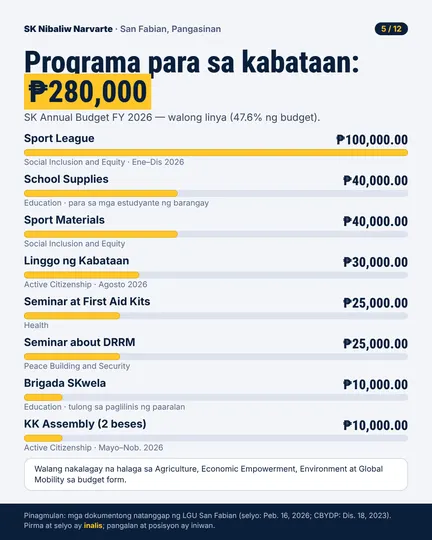 SK Nibaliw Narvarte · San Fabian, Pangasinan
5 / 12
Programa para sa kabataan:
₱280,000
SK Annual Budget FY 2026 — walong linya (47.6% ng budget).
Sport League ₱100,000.00
Social Inclusion and Equity · Ene–Dis 2026
School Supplies ₱40,000.00
Education · para sa mga estudyante ng barangay
Sport Materials ₱40,000.00
Social Inclusion and Equity
Linggo ng Kabataan ₱30,000.00
Active Citizenship · Agosto 2026
Seminar at First Aid Kits ₱25,000.00
Health
Seminar about DRRM ₱25,000.00
Peace Building and Security
Brigada SKwela ₱10,000.00
Education · tulong sa paglilinis ng paaralan
KK Assembly (2 beses) ₱10,000.00
Active Citizenship · Mayo–Nob. 2026
Walang nakalagay na halaga sa Agriculture, Economic Empowerment, Environment at Global
Mobility sa budget form.
Pinagmulan: mga dokumentong natanggap ng LGU San Fabian (selyo: Peb. 16, 2026; CBYDP: Dis. 18, 2023).
Pirma at selyo ay inalis; pangalan at posisyon ay iniwan.